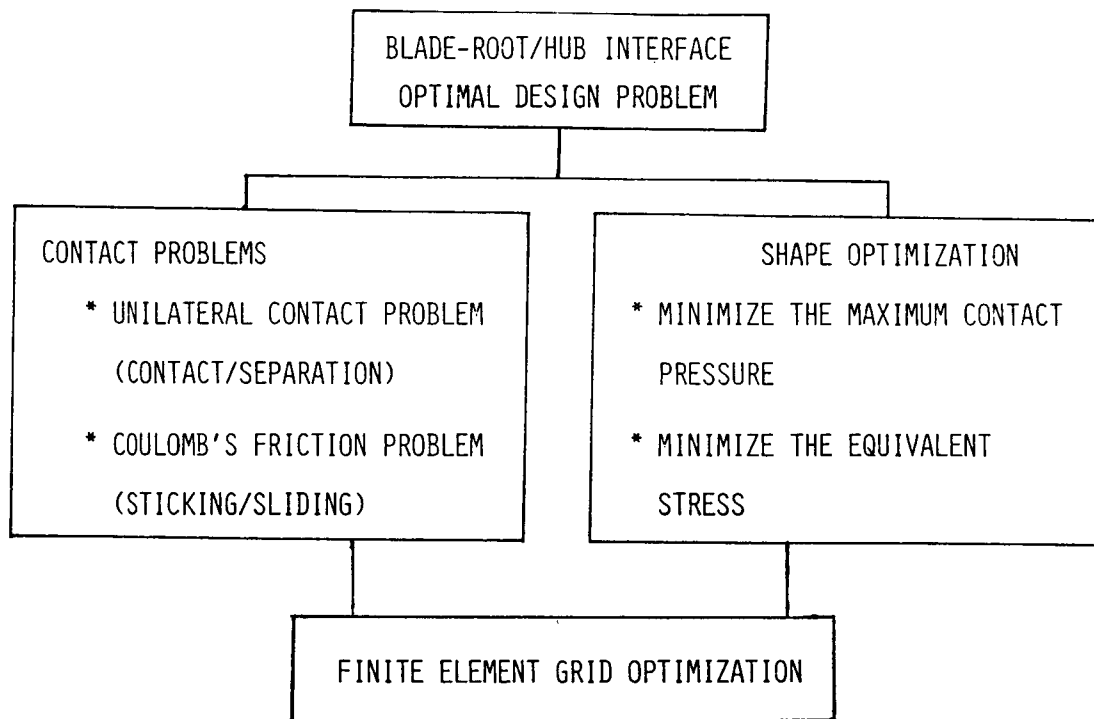 BLADE-ROOT/HUB INTERFACE
OPTIMAL DESIGN PROBLEM
CONTACT PROBLEMS
* UNILATERAL CONTACT PROBLEM
(CONTACT/SEPARATION)
* COULOMB'S FRICTION PROBLEM
(STICKING/SLIDING)
SHAPE OPTIMIZATION
* MINIMIZE THE MAXIMUM CONTACT
PRESSURE
* MINIMIZE THE EQUIVALENT
STRESS
FINITE ELEMENT GRID OPTIMIZATION